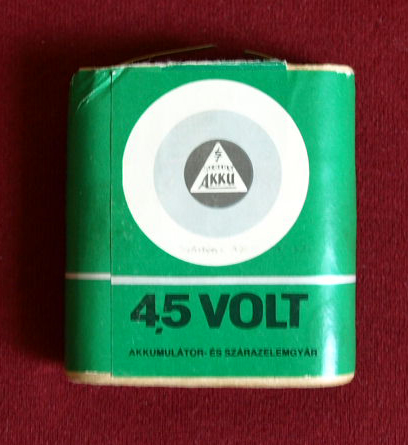 AKKU
4,5 VOLT
AKKUMULÁTOR- ÉS SZÁRAZELEMGYÁR